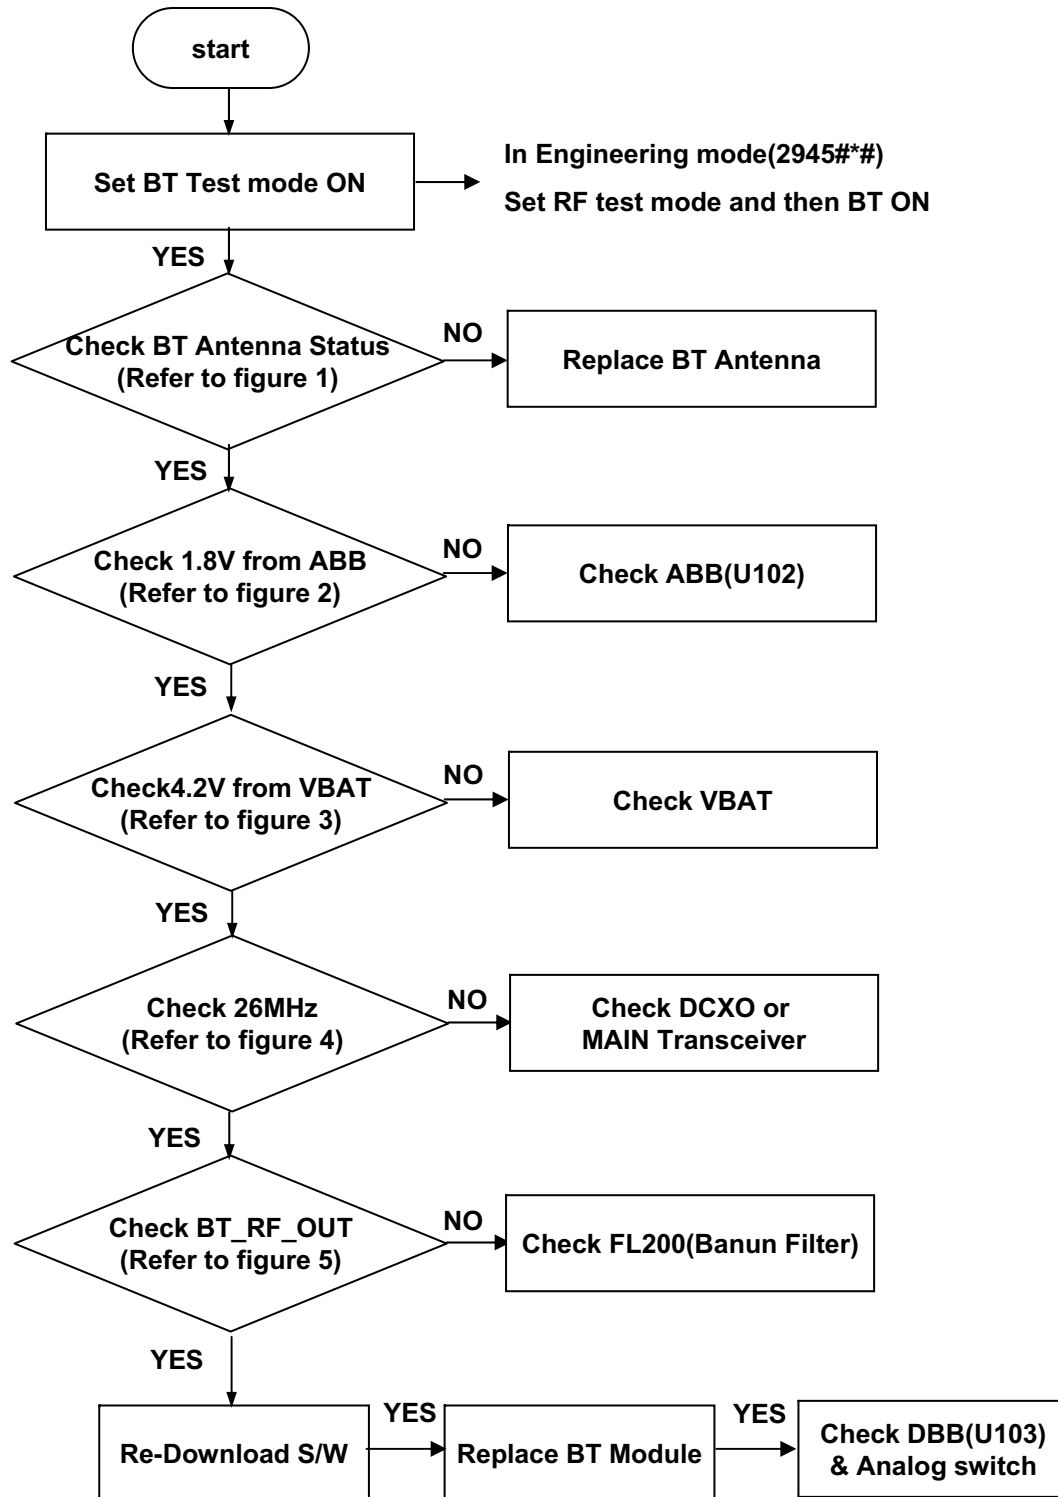 start
Set BT Test mode ON
In Engineering mode(2945#*#)
Set RF test mode and then BT ON
YES
Check BT Antenna Status
(Refer to figure 1)
NO
Replace BT Antenna
YES
Check 1.8V from ABB
(Refer to figure 2)
NO
Check ABB(U102)
YES
Check4.2V from VBAT
(Refer to figure 3)
NO
Check VBAT
YES
Check 26MHz
(Refer to figure 4)
NO
Check DCXO or
MAIN Transceiver
YES
Check BT_RF_OUT
(Refer to figure 5)
NO
Check FL200(Banun Filter)
YES
Re-Download S/W
YES
Replace BT Module
YES
Check DBB(U103)
& Analog switch